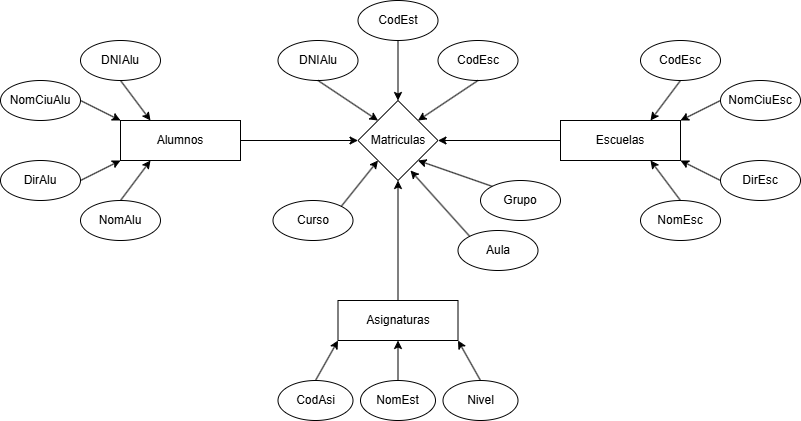 CodEst
DNIAlu
DNIAlu
CodEsc
CodEsc
NomCiuAlu
NomCiuEsc
Alumnos
Matriculas
Escuelas
DirAlu
DirEsc
NomAlu
Curso
Grupo
NomEsc
Aula
Asignaturas
CodAsi
NomEst
Nivel